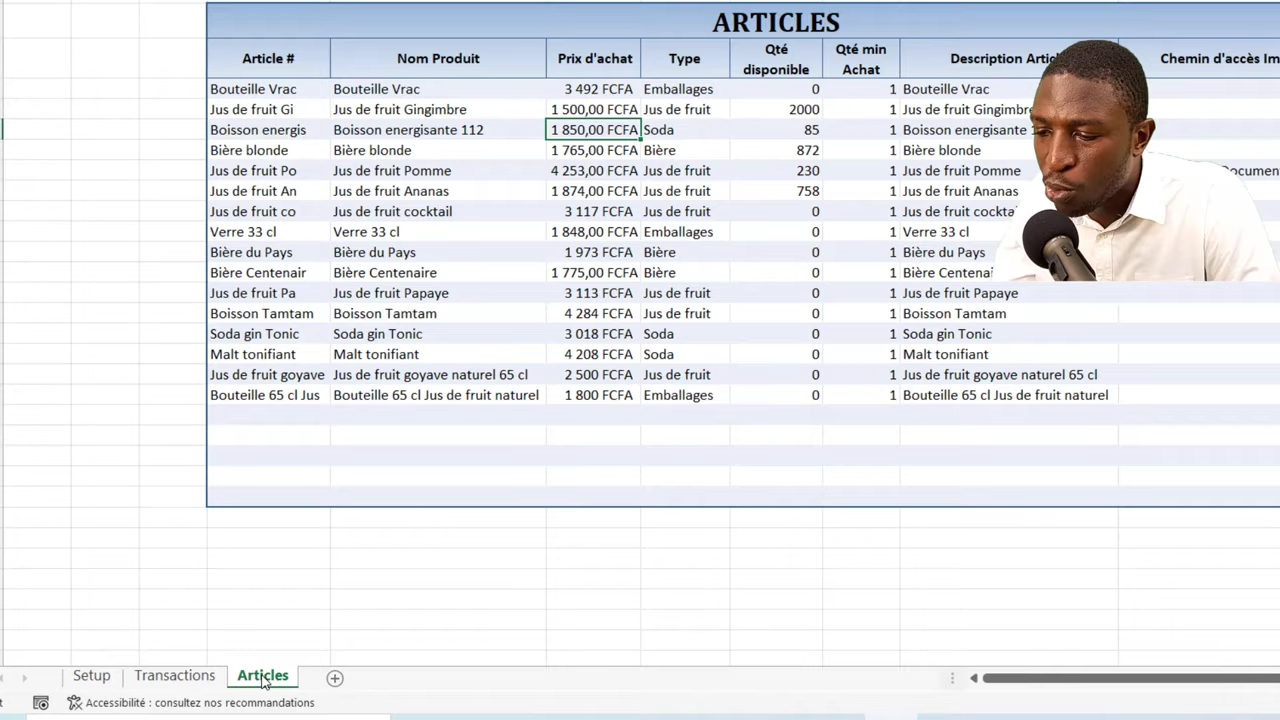 ARTICLES
Article # Nom Produit Prix d'achat Type Qté disponible Qté min Achat Description Chemin d'accès
Bouteille Vrac Bouteille Vrac 3 492 FCFA Emballages 0 1 Bouteille Vrac
Jus de fruit Gi Jus de fruit Gingimbre 1 500,00 FCFA Jus de fruit 2000 1 Jus de fruit Gingimbre
Boisson energis Boisson energisante 112 1 850,00 FCFA Soda 85 1 Boisson energisante
Bière blonde Bière blonde 1 765,00 FCFA Bière 872 1 Bière blonde
Jus de fruit Po Jus de fruit Pomme 4 253,00 FCFA Jus de fruit 230 1 Jus de fruit Pomme
Jus de fruit An Jus de fruit Ananas 1 874,00 FCFA Jus de fruit 758 1 Jus de fruit Ananas
Jus de fruit co Jus de fruit cocktail 3 117 FCFA Jus de fruit 0 1 Jus de fruit
Verre 33 cl Verre 33 cl 1 848,00 FCFA Emballages 0 1 Verre 33 cl
Bière du Pays Bière du Pays 1 973 FCFA Bière 0 1 Bière du Pays
Bière Centenair Bière Centenaire 1 775,00 FCFA Bière 0 1 Bière
Jus de fruit Pa Jus de fruit Papaye 3 113 FCFA Jus de fruit 0 1 Jus de fruit Papaye
Boisson Tamtam Boisson Tamtam 4 284 FCFA Jus de fruit 0 1 Boisson Tamtam
Soda gin Tonic Soda gin Tonic 3 018 FCFA Soda 0 1 Soda gin Tonic
Malt tonifiant Malt tonifiant 4 208 FCFA Soda 0 1 Malt tonifiant
Jus de fruit goyave Jus de fruit goyave naturel 65 cl 2 500 FCFA Jus de fruit 0 1 Jus de fruit goyave naturel 65 cl
Bouteille 65 cl Jus Bouteille 65 cl Jus de fruit naturel 1 800 FCFA Emballages 0 1 Bouteille 65 cl Jus de fruit naturel
Setup Transactions Articles
Accessibilité : consultez nos recommandations